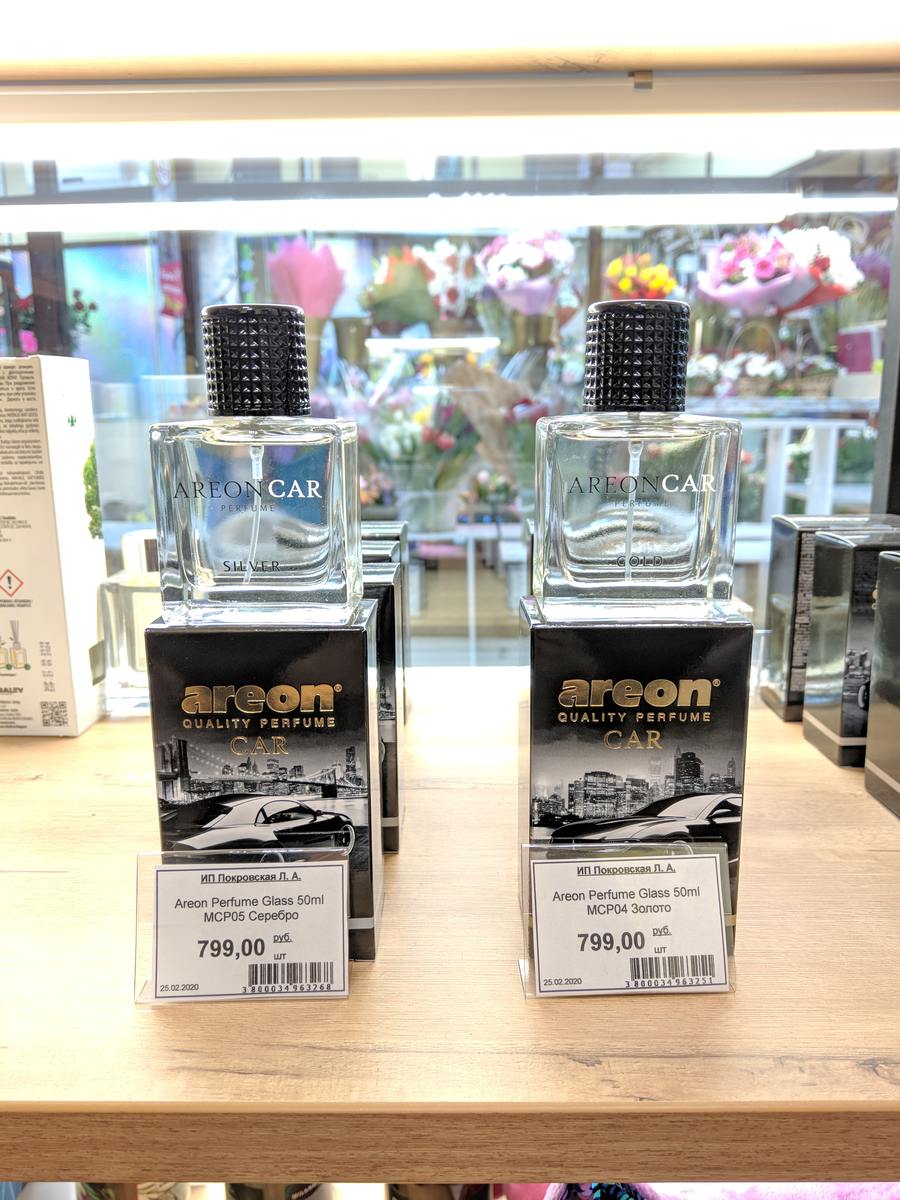 AREONCAR
PERFUME
SILVER
areon®
QUALITY PERFUME
CAR
ИП Покровская Л. А.
Areon Perfume Glass 50ml
MCP05 Серебро
799,00 руб.
шт
25.02.2020
3800034963268
AREONCAR
PERFUME
GOLD
areon®
QUALITY PERFUME
CAR
ИП Покровская Л. А.
Areon Perfume Glass 50ml
MCP04 Золото
799,00 руб.
шт
25.02.2020
3800034963251